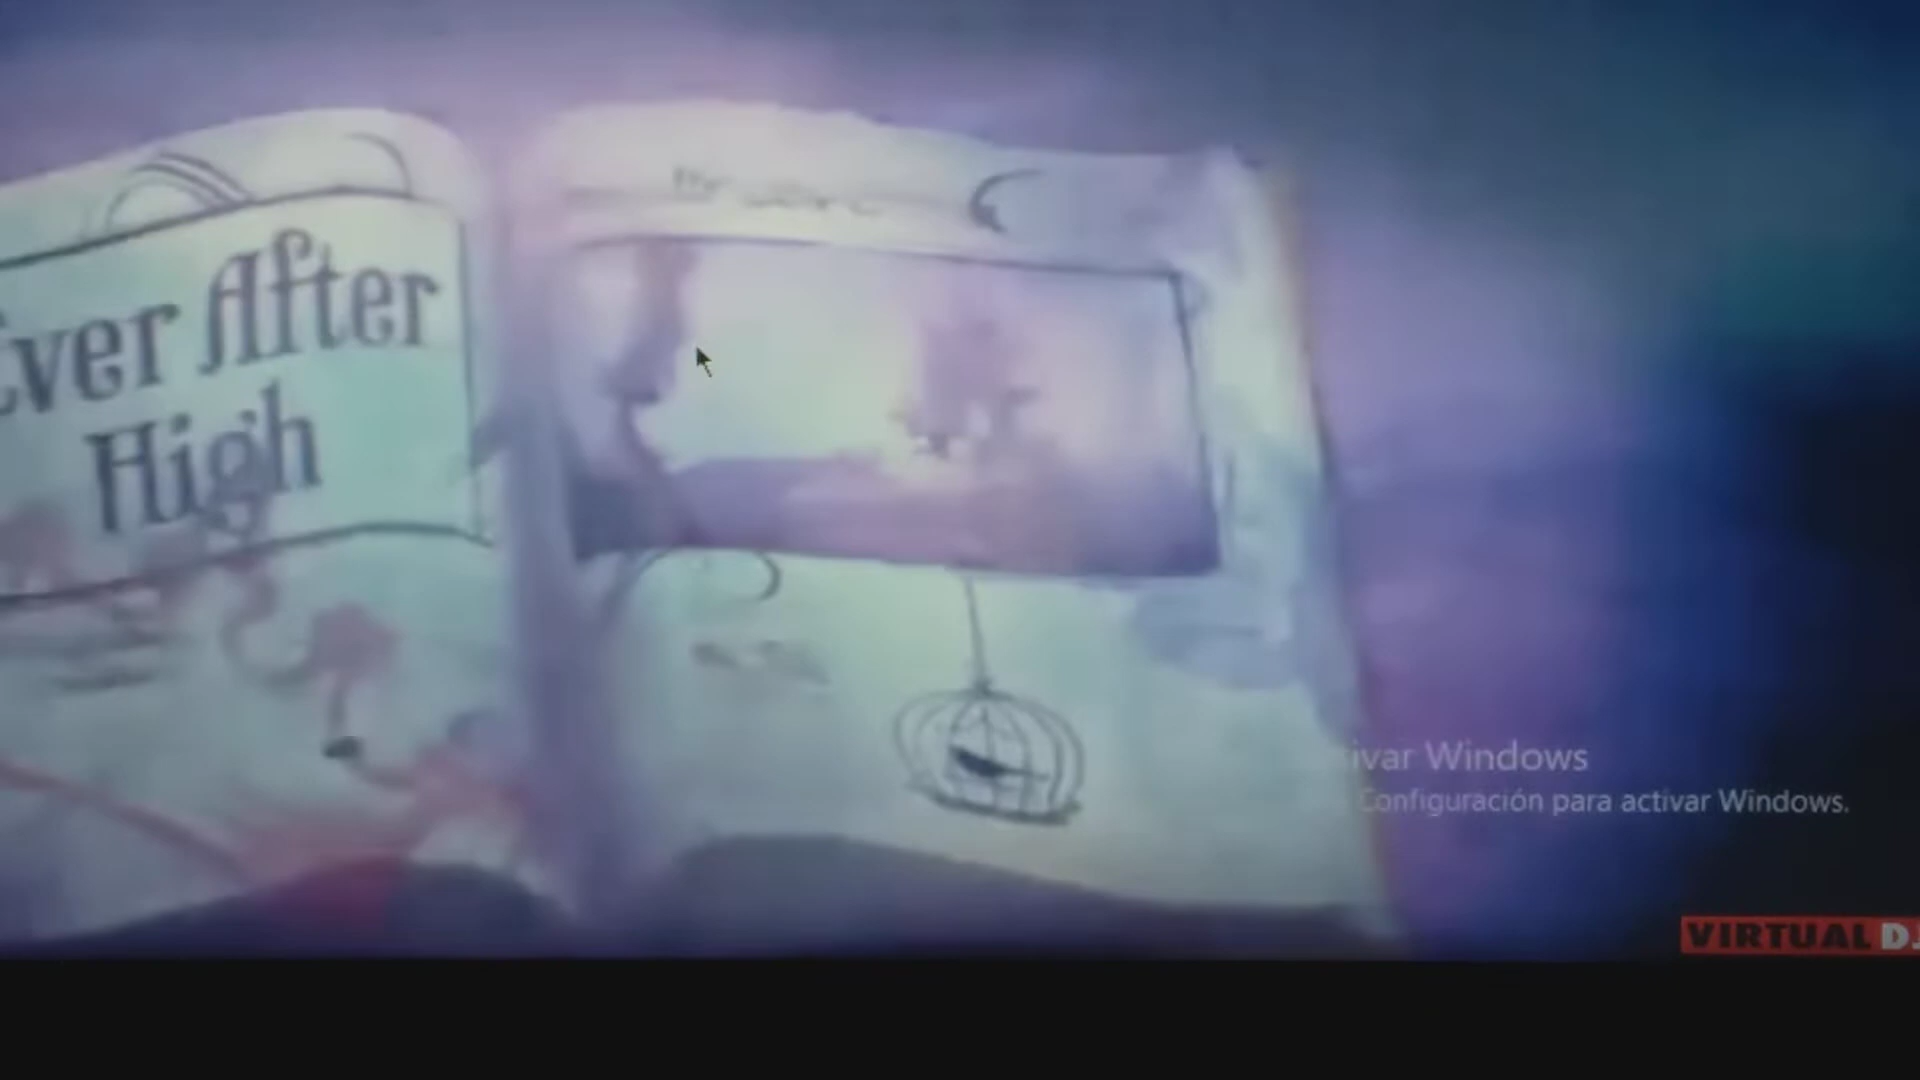 Ever After
High
ivar Windows
Configuración para activar Windows.
VIRTUAL DJ